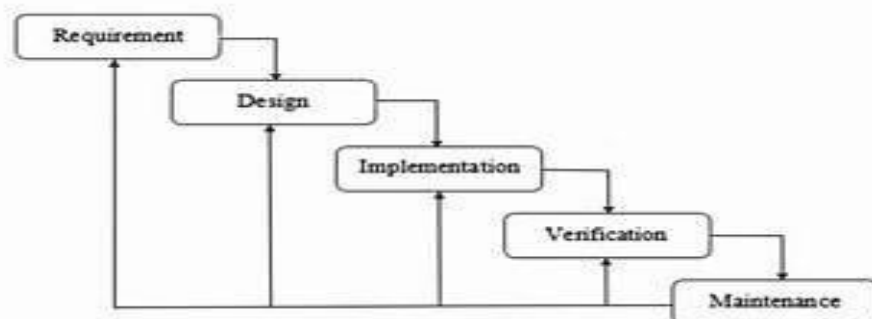 Requirement
Design
Implementation
Verification
Maintenance